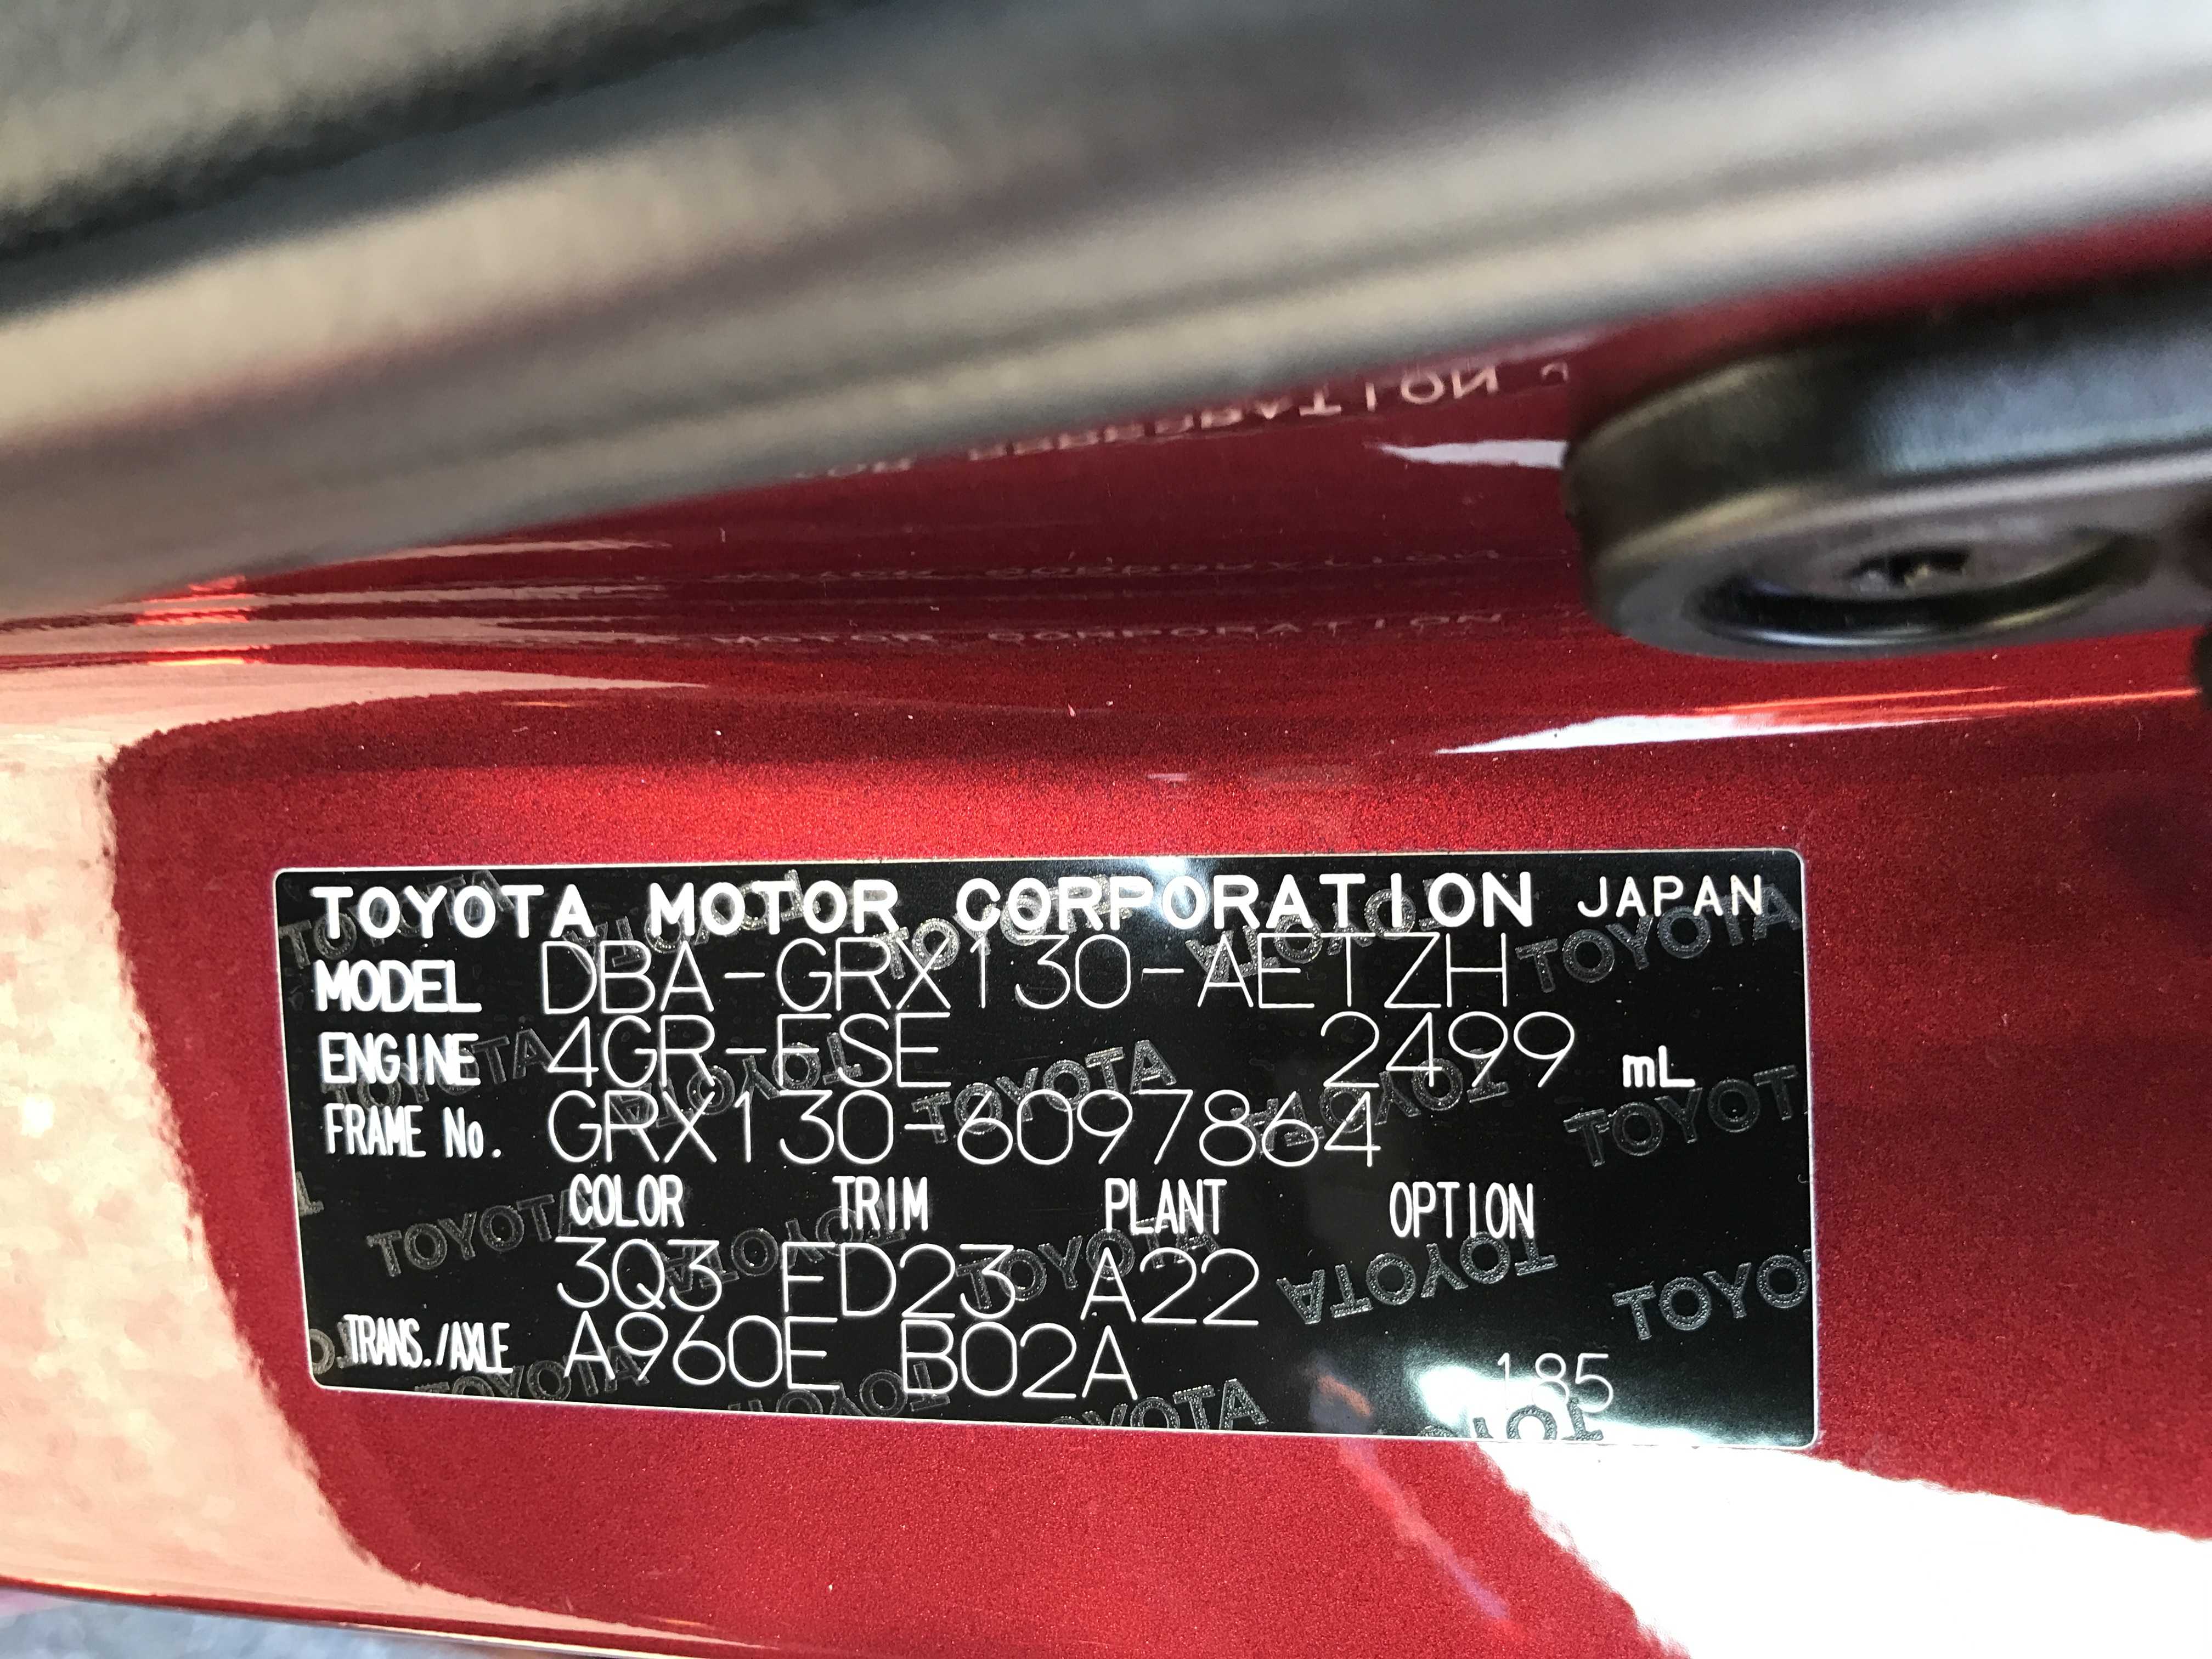 TOYOTA MOTOR CORPORATION JAPAN
MODEL DBA-GRX130-AETZH
ENGINE 4GR-FSE 2499 mL
FRAME No. GRX130-6097864
COLOR TRIM PLANT OPTION
3Q3 FD23 A22
TRANS./AXLE A960E B02A
185